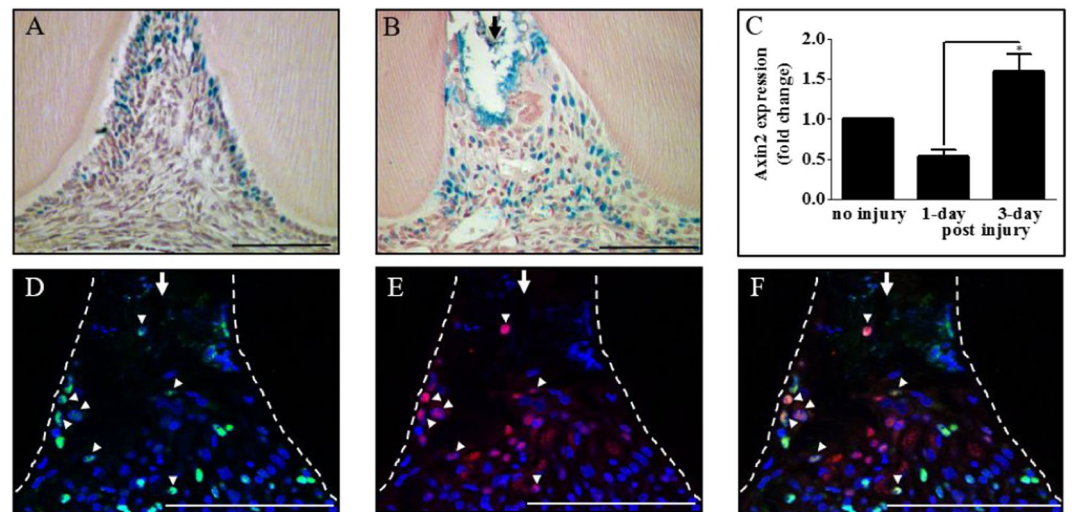 A
B
C
Axin2 expression
(fold change)
2.0
1.5
1.0
0.5
0.0
*
no injury 1-day 3-day
post injury
D
E
F